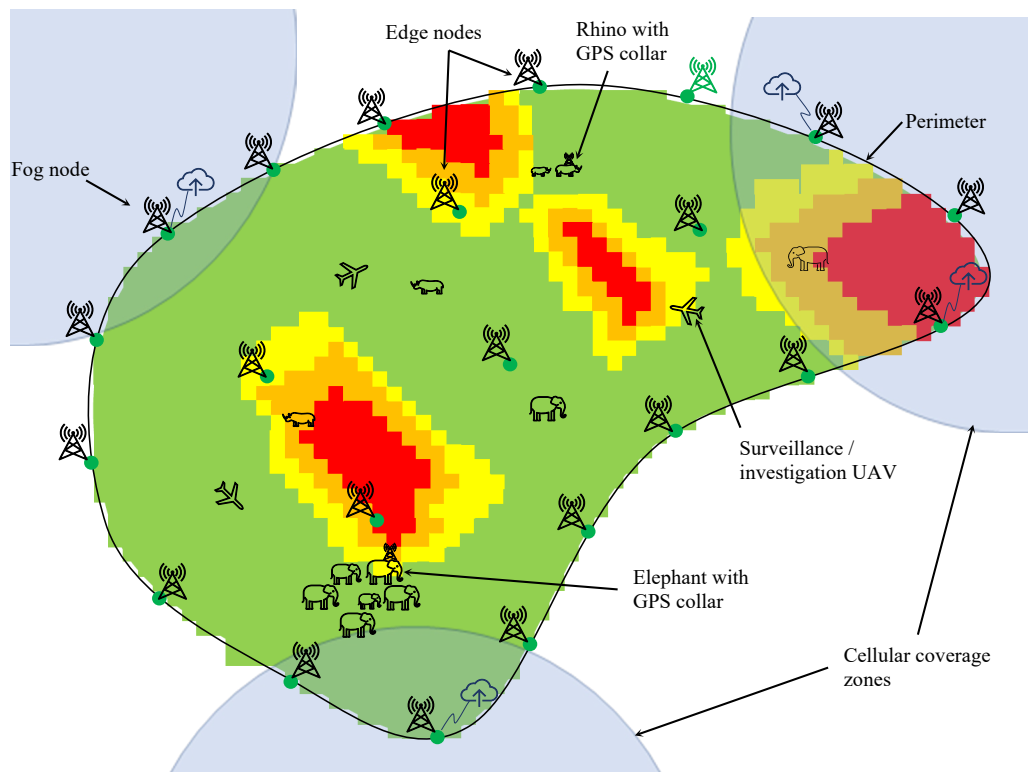 Edge nodes
Rhino with
GPS collar
Perimeter
Fog node
Surveillance /
investigation UAV
Elephant with
GPS collar
Cellular coverage
zones